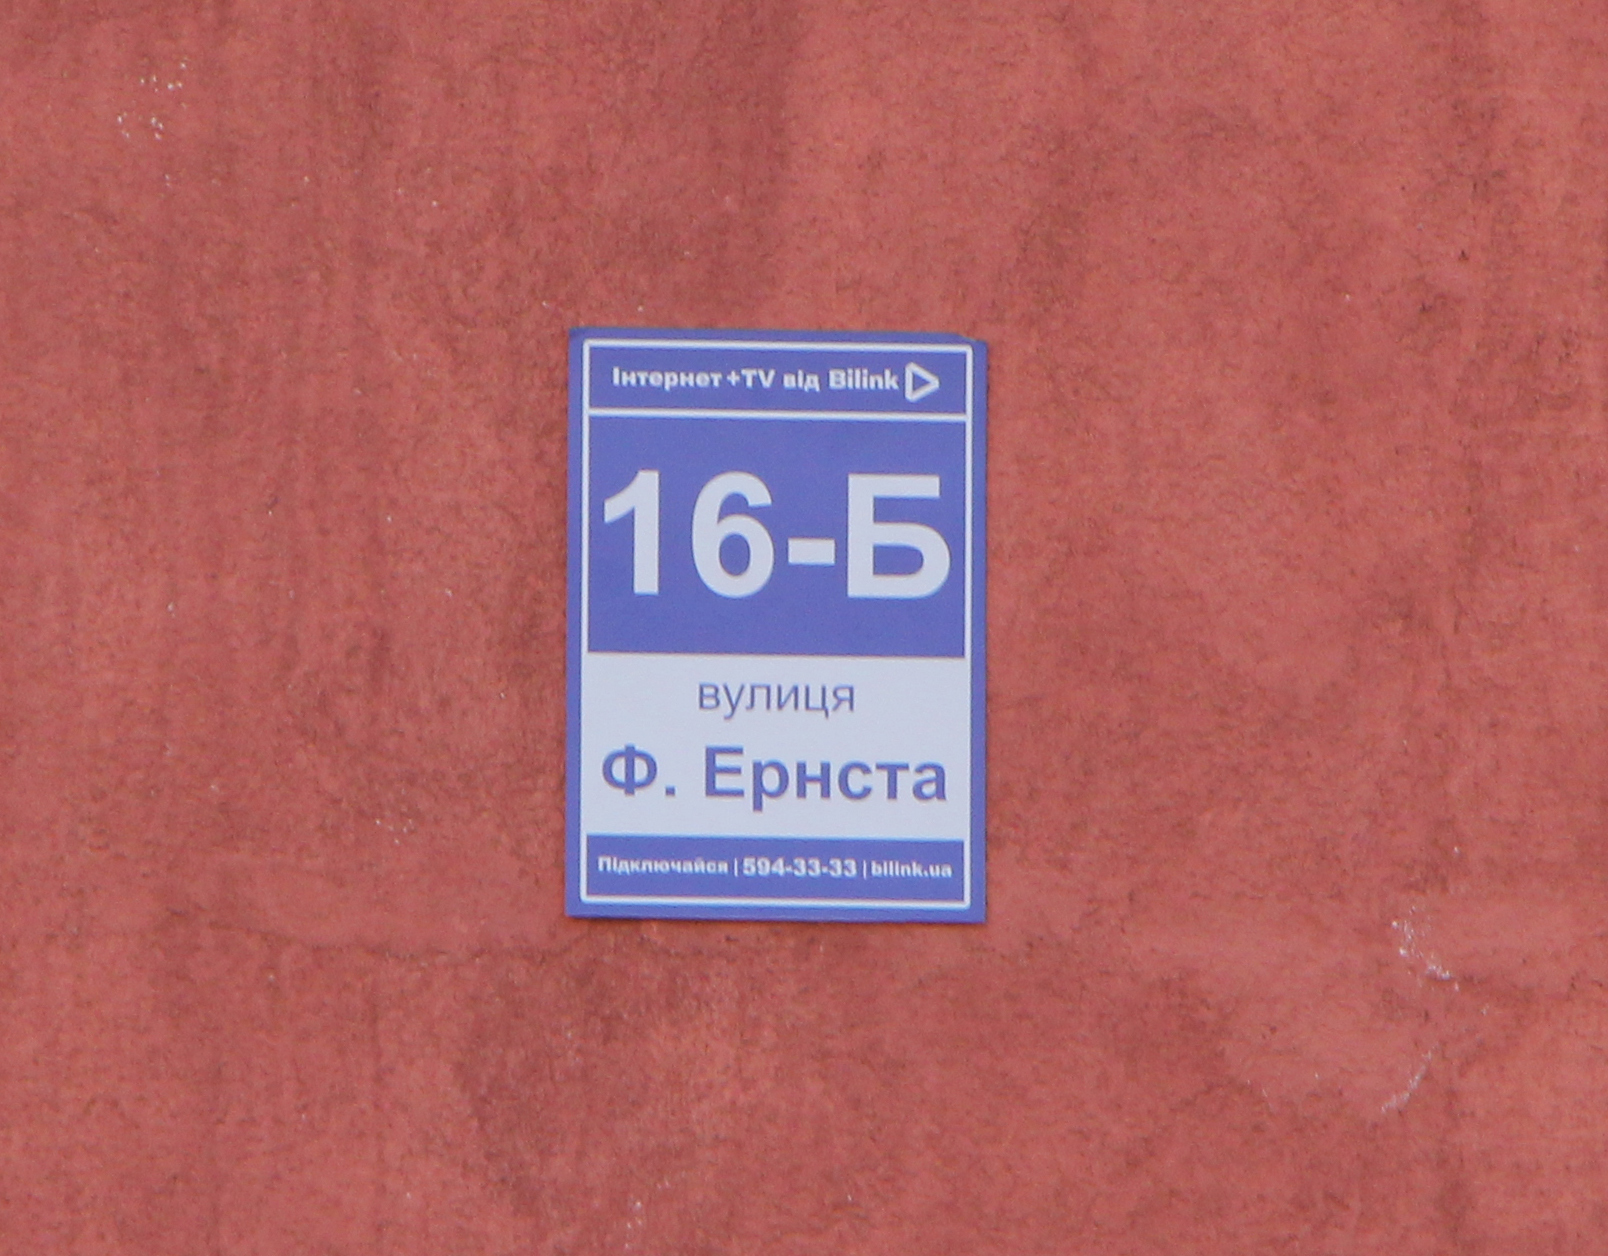 Інтернет +TV від Bilink
16-Б
вулиця
Ф. Ернста
Підключайся | 594-33-33 | bilink.ua